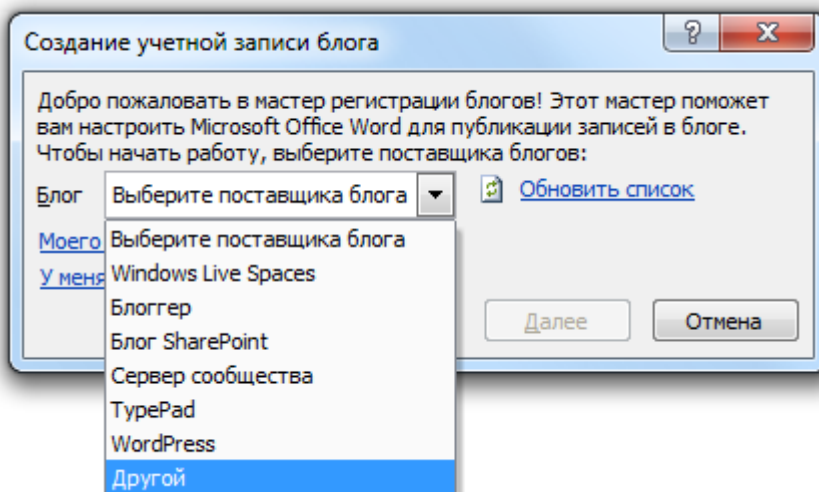 Создание учетной записи блога
Добро пожаловать в мастер регистрации блогов! Этот мастер поможет
вам настроить Microsoft Office Word для публикации записей в блоге.
Чтобы начать работу, выберите поставщика блогов:
Блог Выберите поставщика блога Обновить список
Моего Выберите поставщика блога
Windows Live Spaces
У меня
Блоггер
Далее Отмена
Блог SharePoint
Сервер сообщества
TypePad
WordPress
Другой